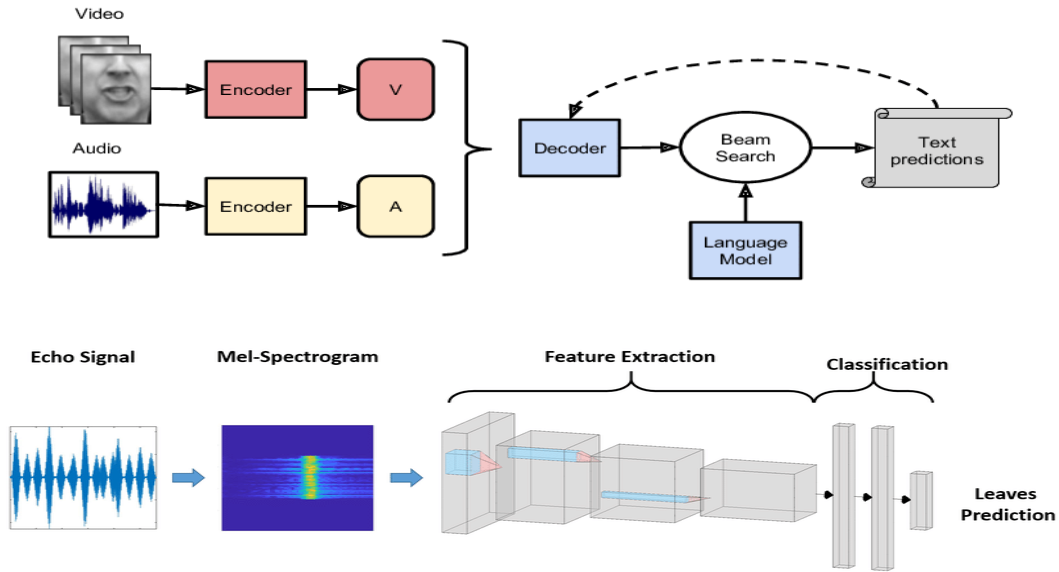 Video
Encoder
V
Audio
Encoder
A
Decoder
Beam
Search
Text
predictions
Language
Model
Echo Signal
Mel-Spectrogram
Feature Extraction
Classification
Leaves
Prediction